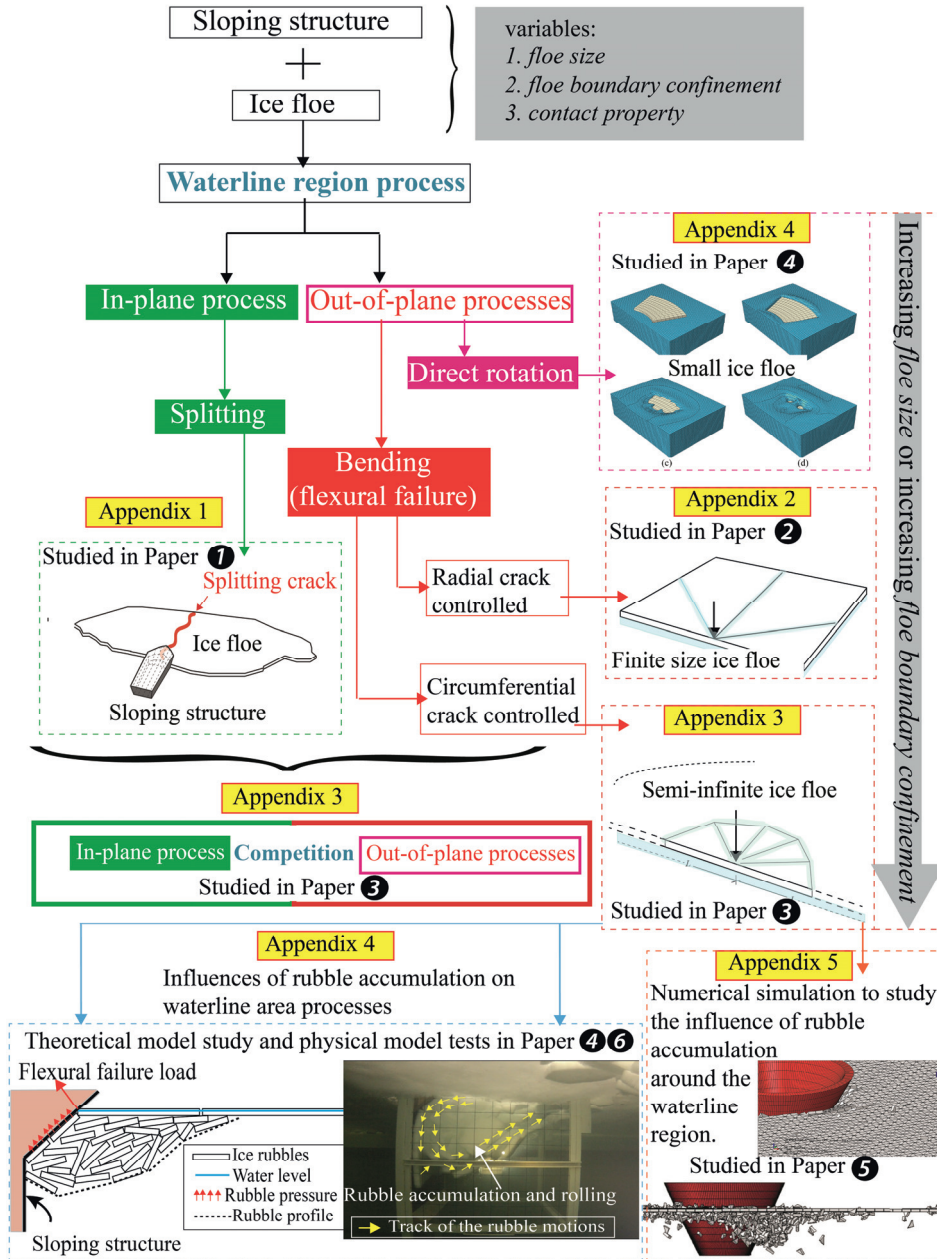 Sloping structure
Ice floe
variables:
1. floe size
2. floe boundary confinement
3. contact property
Waterline region process
In-plane process
Out-of-plane processes
Direct rotation
Splitting
Bending
(flexural failure)
Appendix 4
Studied in Paper 4
Small ice floe
(c)
(d)
Increasing floe size or increasing floe boundary confinement
Appendix 1
Studied in Paper 1
Splitting crack
Ice floe
Sloping structure
Radial crack
controlled
Appendix 2
Studied in Paper 2
Finite size ice floe
Circumferential
crack controlled
Appendix 3
Semi-infinite ice floe
Studied in Paper 3
Appendix 3
In-plane process Competition Out-of-plane processes
Studied in Paper 3
Appendix 4
Influences of rubble accumulation on
waterline area processes
Theoretical model study and physical model tests in Paper 4 6
Flexural failure load
Ice rubbles
Water level
Rubble pressure
Rubble profile
Sloping structure
Rubble accumulation and rolling
Track of the rubble motions
Appendix 5
Numerical simulation to study
the influence of rubble
accumulation
around the
waterline
region.
Studied in Paper 5